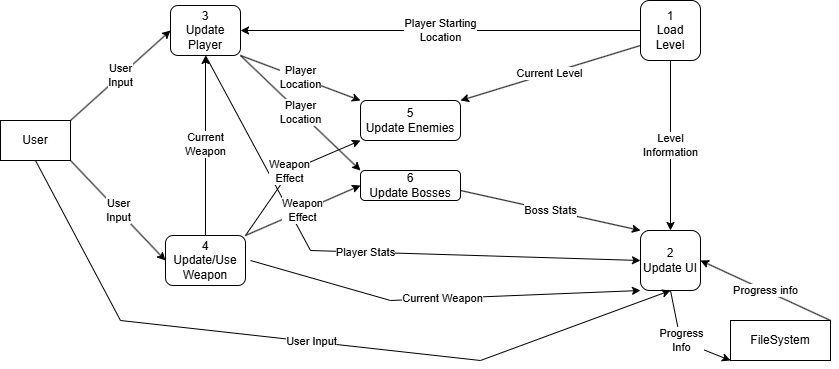 3
Update
Player
Player Starting
Location
1
Load
Level
User
Input
Player
Location
Current Level
Player
Location
5
Update Enemies
User
Current
Weapon
Level
Information
Weapon
Effect
6
Update Bosses
User
Input
Weapon
Effect
Boss Stats
4
Update/Use
Weapon
Player Stats
2
Update UI
Current Weapon
Progress info
User Input
Progress
Info
FileSystem